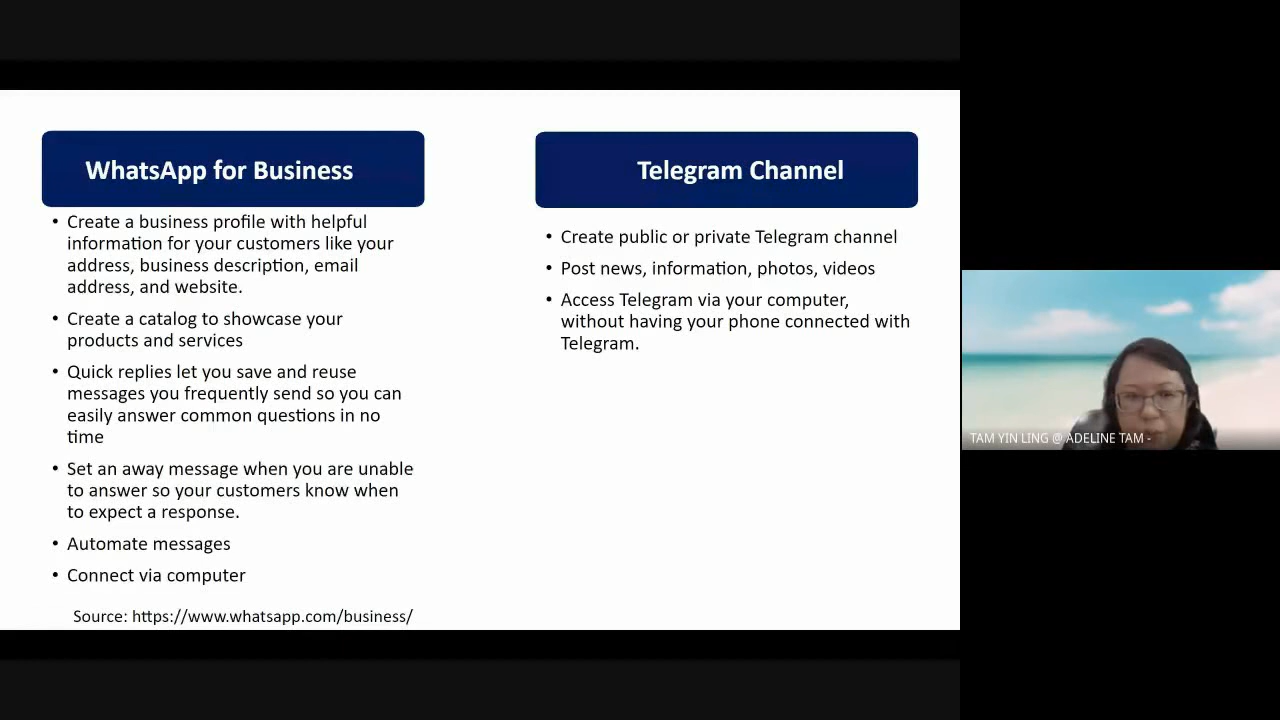 WhatsApp for Business
• Create a business profile with helpful
information for your customers like your
address, business description, email
address, and website.
• Create a catalog to showcase your
products and services
• Quick replies let you save and reuse
messages you frequently send so you can
easily answer common questions in no
time
• Set an away message when you are unable
to answer so your customers know when
to expect a response.
• Automate messages
• Connect via computer
Source: https://www.whatsapp.com/business/
Telegram Channel
• Create public or private Telegram channel
• Post news, information, photos, videos
• Access Telegram via your computer,
without having your phone connected with
Telegram.
TAM YIN LING @ ADELINE TAM -